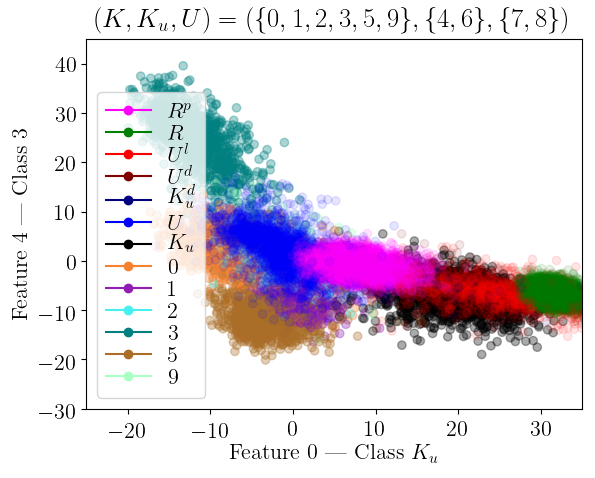 (K, K_u, U) = ({0, 1, 2, 3, 5, 9}, {4, 6}, {7, 8})
Feature 4 — Class 3
40
30
20
10
0
−10
−20
−30
R^p
R
U^l
U^d
K_u^d
U
K_u
0
1
2
3
5
9
−20 −10 0 10 20 30
Feature 0 — Class K_u